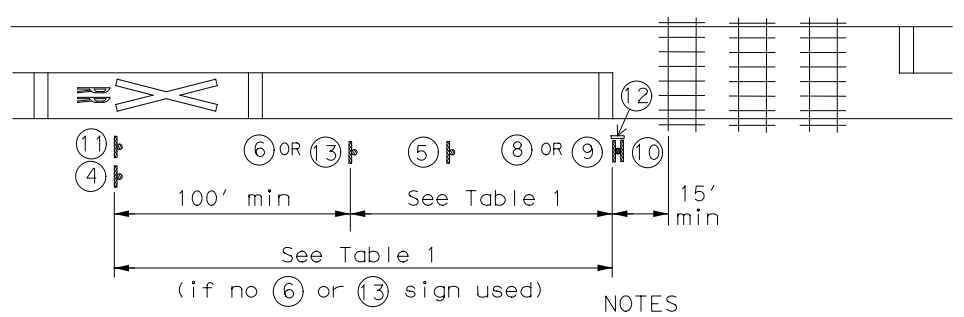 12
11 6 OR 13 5 8 OR 9 10
4
100' min See Table 1 15'
min
See Table 1
(if no 6 or 13 sign used)
NOTES